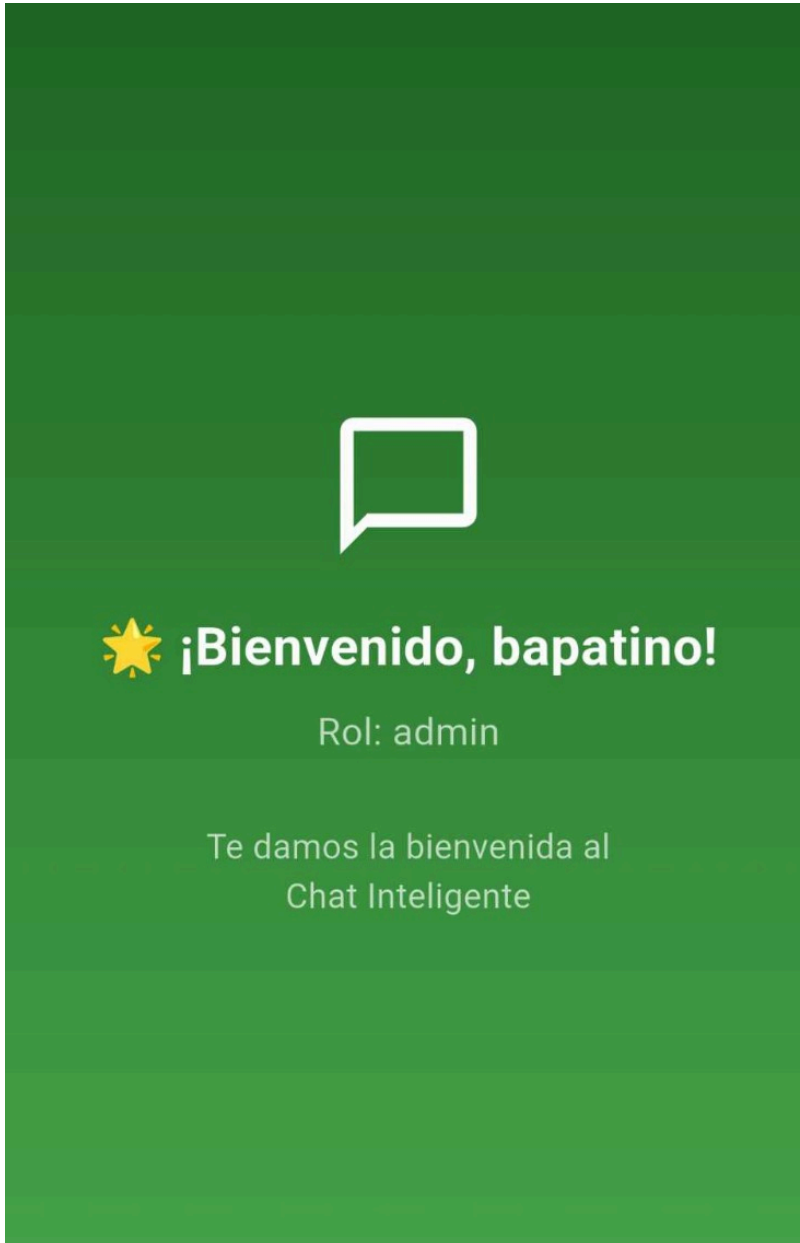 🌟 ¡Bienvenido, bapatino!
Rol: admin
Te damos la bienvenida al
Chat Inteligente